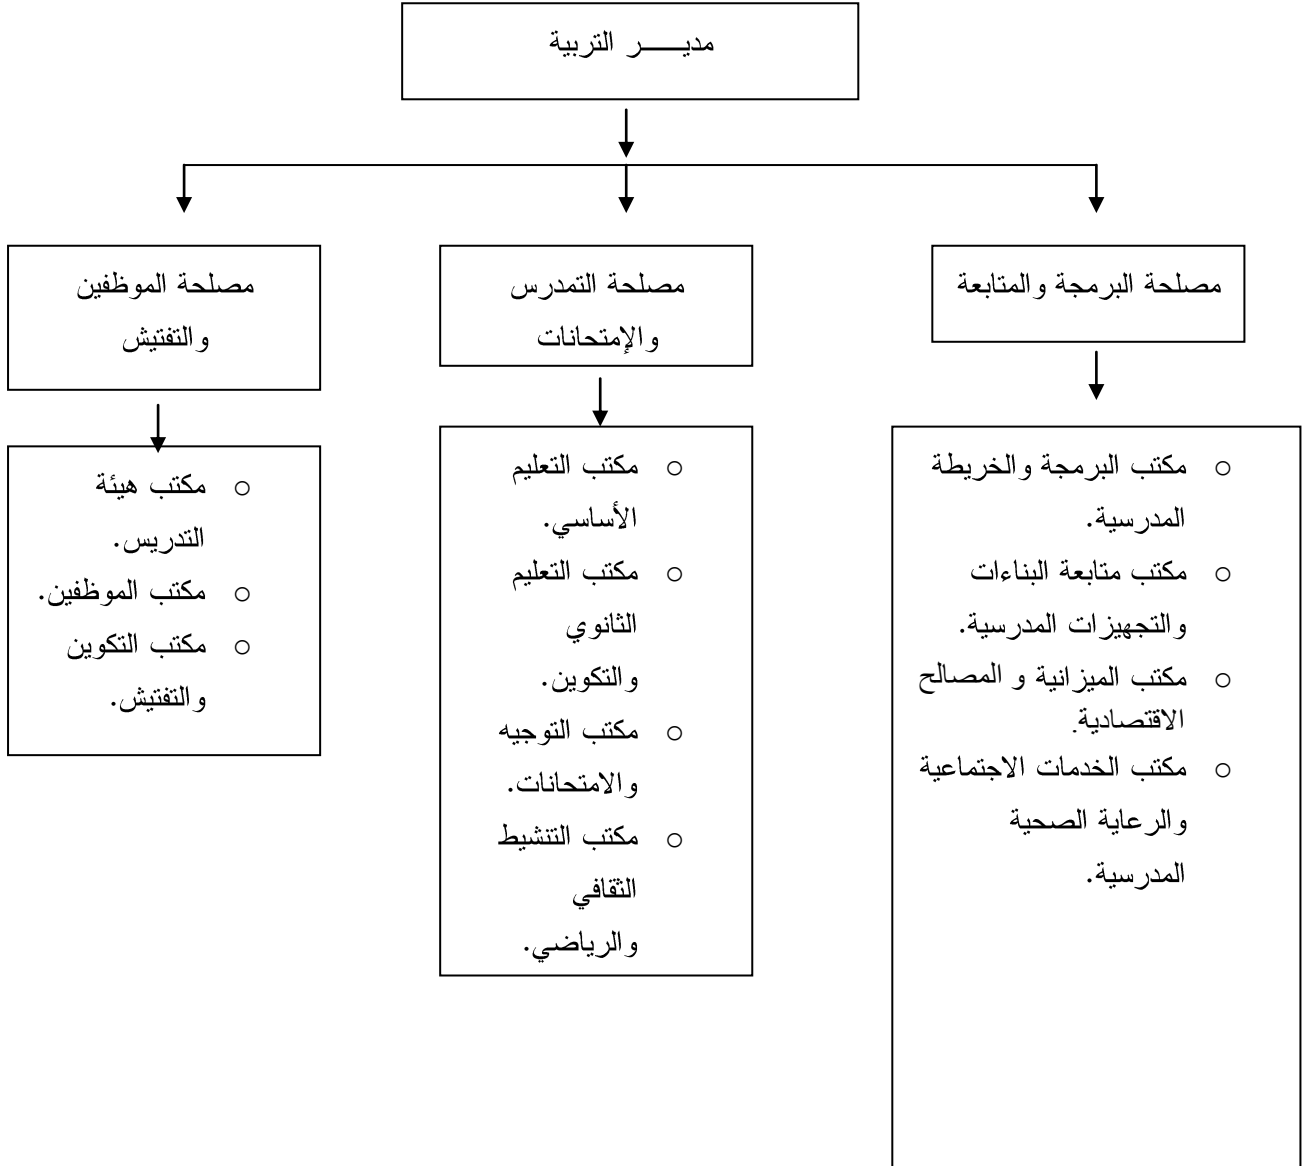 مديـــــر التربية
مصلحة البرمجة والمتابعة
مصلحة التمدرس
والإمتحانات
مصلحة الموظفين
والتفتيش
○ مكتب البرمجة والخريطة
المدرسية.
○ مكتب متابعة البناءات
والتجهيزات المدرسية.
○ مكتب الميزانية و المصالح
الاقتصادية.
○ مكتب الخدمات الاجتماعية
والرعاية الصحية
المدرسية.
○ مكتب التعليم
الأساسي.
○ مكتب التعليم
الثانوي
والتكوين.
○ مكتب التوجيه
والامتحانات.
○ مكتب التنشيط
الثقافي
والرياضي.
○ مكتب هيئة
التدريس.
○ مكتب الموظفين.
○ مكتب التكوين
والتفتيش.